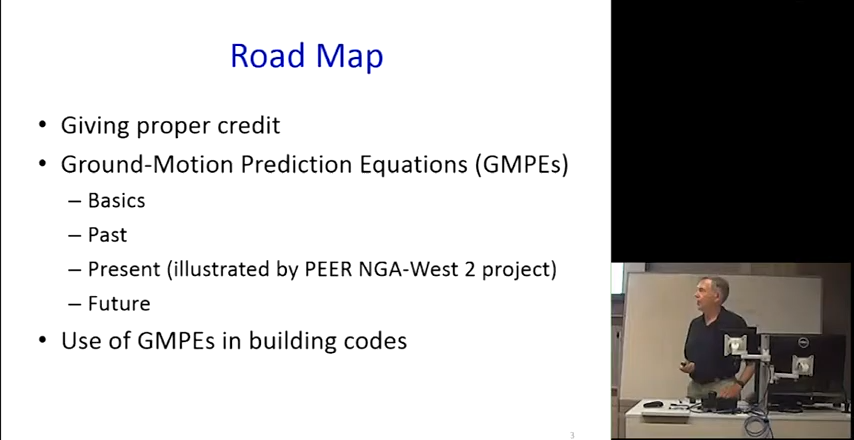 Road Map
• Giving proper credit
• Ground-Motion Prediction Equations (GMPEs)
– Basics
– Past
– Present (illustrated by PEER NGA-West 2 project)
– Future
• Use of GMPEs in building codes
3